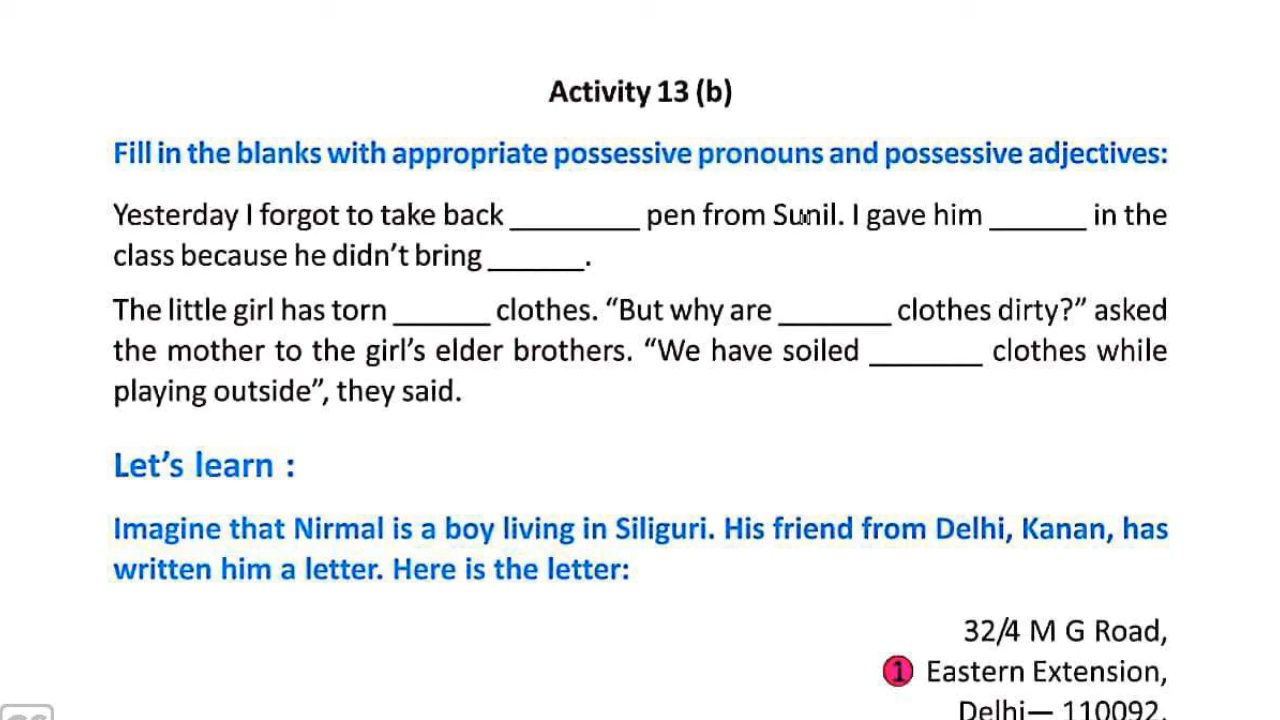 Activity 13 (b)
Fill in the blanks with appropriate possessive pronouns and possessive adjectives:
Yesterday I forgot to take back _________ pen from Sunil. I gave him ______ in the
class because he didn’t bring ______.
The little girl has torn ______ clothes. “But why are _______ clothes dirty?” asked
the mother to the girl’s elder brothers. “We have soiled _______ clothes while
playing outside”, they said.
Let’s learn :
Imagine that Nirmal is a boy living in Siliguri. His friend from Delhi, Kanan, has
written him a letter. Here is the letter:
32/4 M G Road,
1 Eastern Extension,
Delhi— 110092.